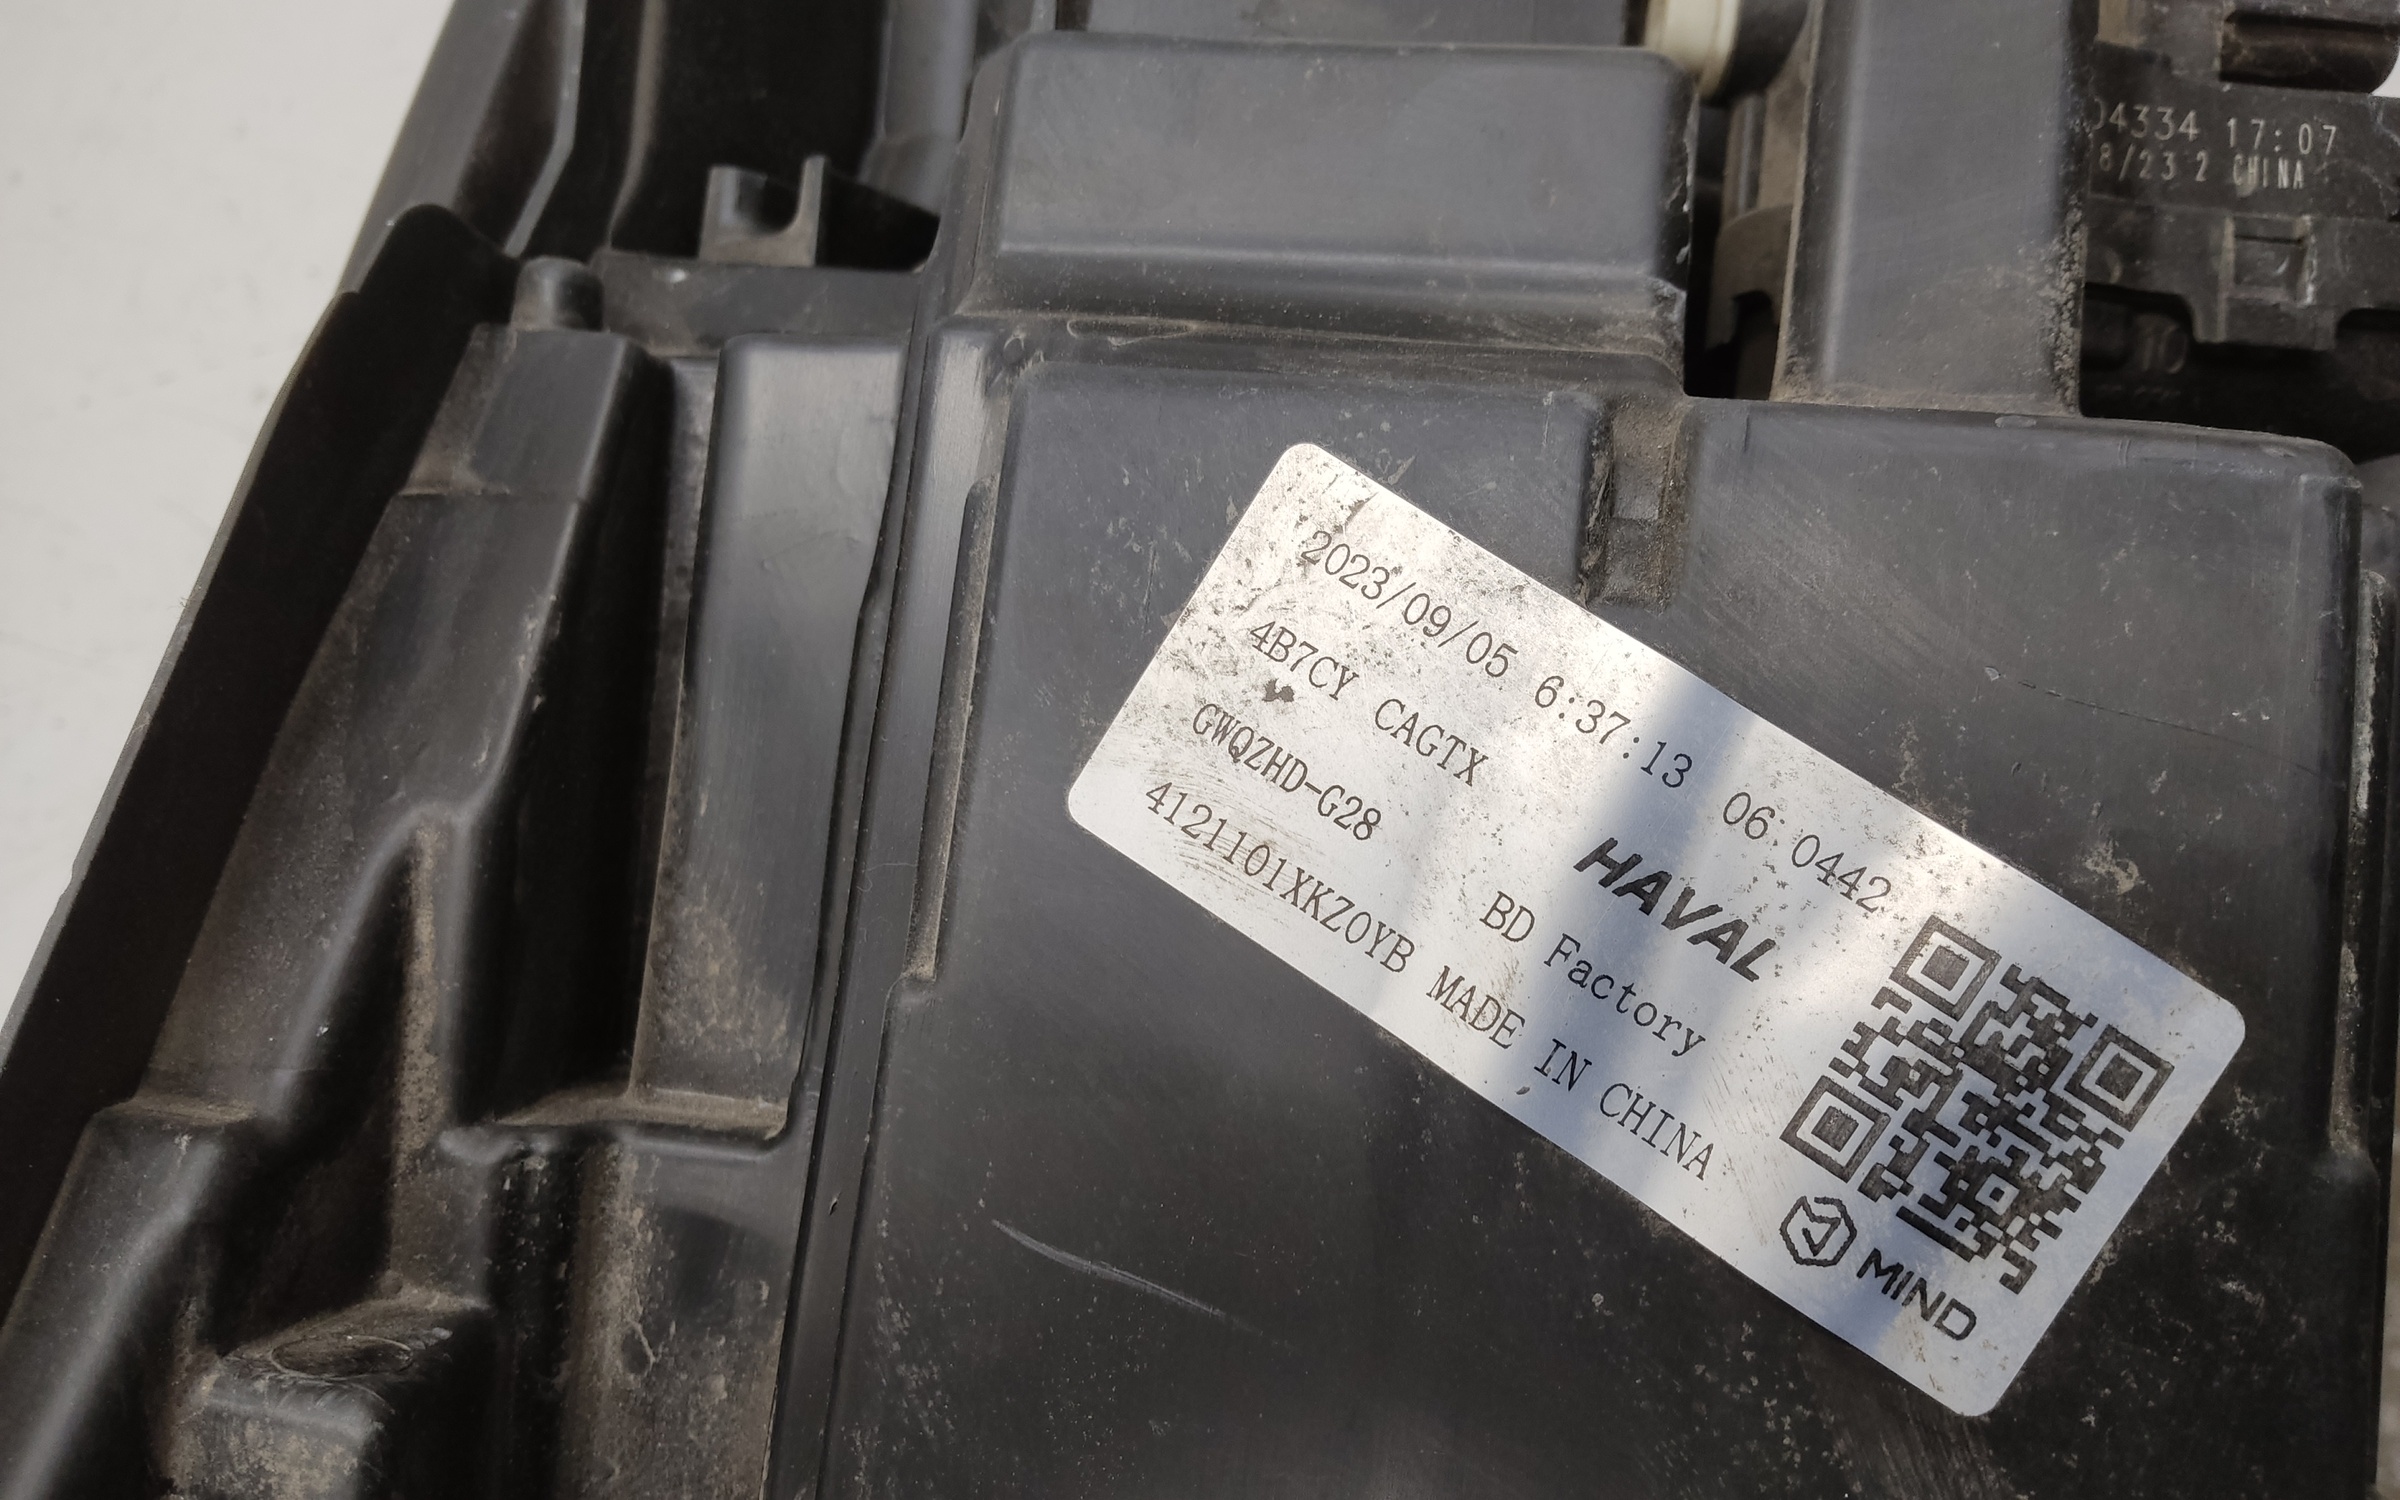 04334 17:07
8/23 2 CHINA
2023/09/05 6:37:13 06 0442
4B7CY CAGTX
HAVAL
GWQZHD-G28
BD Factory
4121101XKZ0YB MADE IN CHINA
MIND